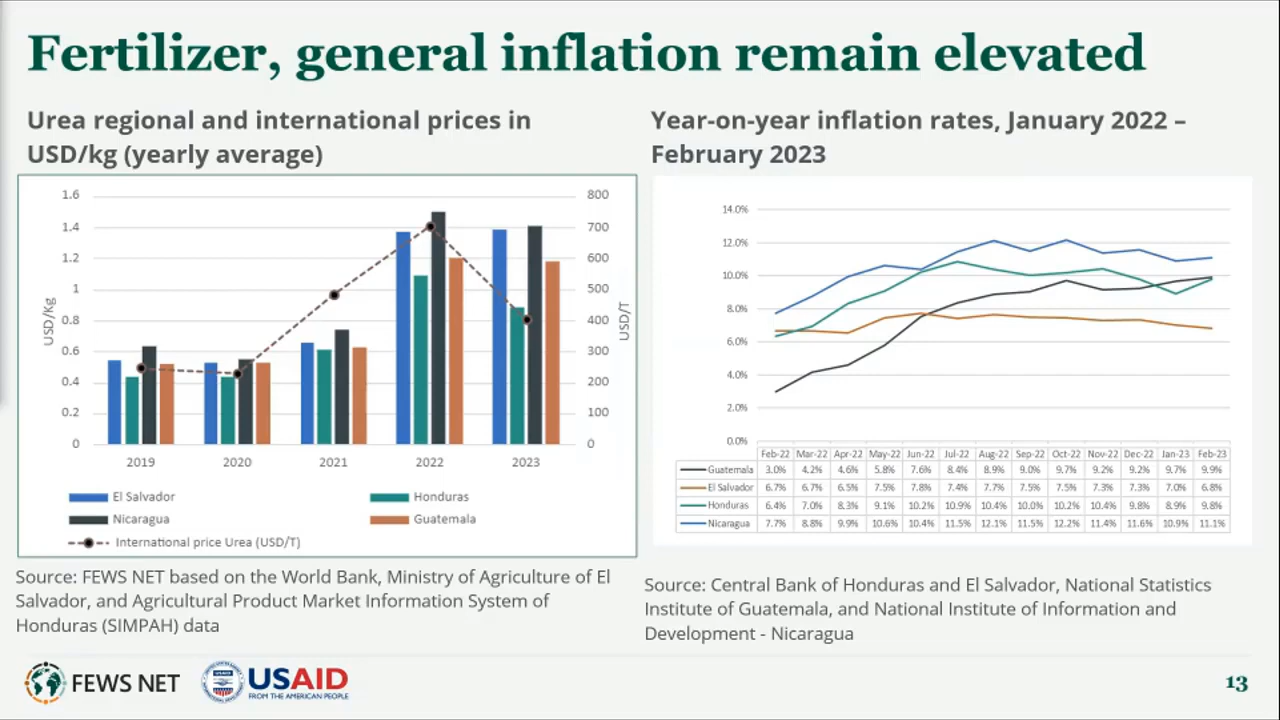 Fertilizer, general inflation remain elevated
Urea regional and international prices in
USD/kg (yearly average)
1.6
1.4
1.2
1
0.8
0.6
0.4
0.2
0
USD/Kg
800
700
600
500
400
300
200
100
0
USD/T
2019 2020 2021 2022 2023
El Salvador Honduras
Nicaragua Guatemala
International price Urea (USD/T)
Source: FEWS NET based on the World Bank, Ministry of Agriculture of El
Salvador, and Agricultural Product Market Information System of
Honduras (SIMPAH) data
Year-on-year inflation rates, January 2022 –
February 2023
14.0%
12.0%
10.0%
8.0%
6.0%
4.0%
2.0%
0.0%
Feb-22 Mar-22 Apr-22 May-22 Jun-22 Jul-22 Aug-22 Sep-22 Oct-22 Nov-22 Dec-22 Jan-23 Feb-23
Guatemala 3.0% 4.2% 4.6% 5.8% 7.6% 8.4% 8.9% 9.0% 9.7% 9.2% 9.2% 9.7% 9.9%
El Salvador 6.7% 6.7% 6.5% 7.5% 7.8% 7.4% 7.7% 7.5% 7.5% 7.3% 7.3% 7.0% 6.8%
Honduras 6.4% 7.0% 8.3% 9.1% 10.2% 10.9% 10.4% 10.0% 10.2% 10.4% 9.8% 8.9% 9.8%
Nicaragua 7.7% 8.8% 9.9% 10.6% 10.4% 11.5% 12.1% 11.5% 12.2% 11.4% 11.6% 10.9% 11.1%
Source: Central Bank of Honduras and El Salvador, National Statistics
Institute of Guatemala, and National Institute of Information and
Development - Nicaragua
FEWS NET
USAID
USAID
FROM THE AMERICAN PEOPLE
13